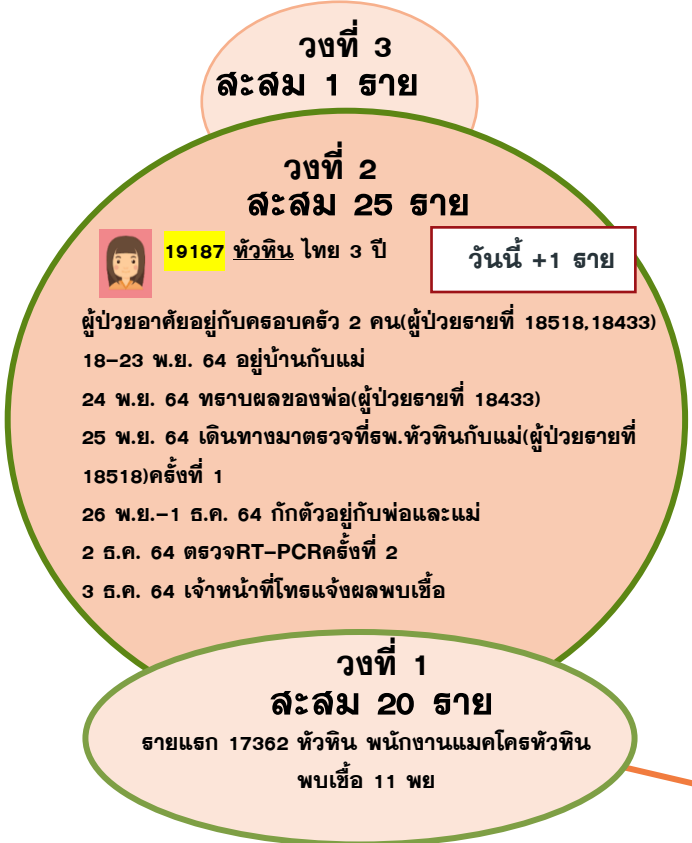 วงที่ 3
สะสม 1 ราย
วงที่ 2
สะสม 25 ราย
19187 หัวหิน ไทย 3 ปี
วันนี้ +1 ราย
ผู้ป่วยอาศัยอยู่กับครอบครัว 2 คน(ผู้ป่วยรายที่ 18518,18433)
18-23 พ.ย. 64 อยู่บ้านกับแม่
24 พ.ย. 64 ทราบผลของพ่อ(ผู้ป่วยรายที่ 18433)
25 พ.ย. 64 เดินทางมาตรวจที่รพ.หัวหินกับแม่(ผู้ป่วยรายที่
18518)ครั้งที่ 1
26 พ.ย.-1 ธ.ค. 64 กักตัวอยู่กับพ่อและแม่
2 ธ.ค. 64 ตรวจRT-PCRครั้งที่ 2
3 ธ.ค. 64 เจ้าหน้าที่โทรแจ้งผลพบเชื้อ
วงที่ 1
สะสม 20 ราย
รายแรก 17362 หัวหิน พนักงานแมคโครหัวหิน
พบเชื้อ 11 พย